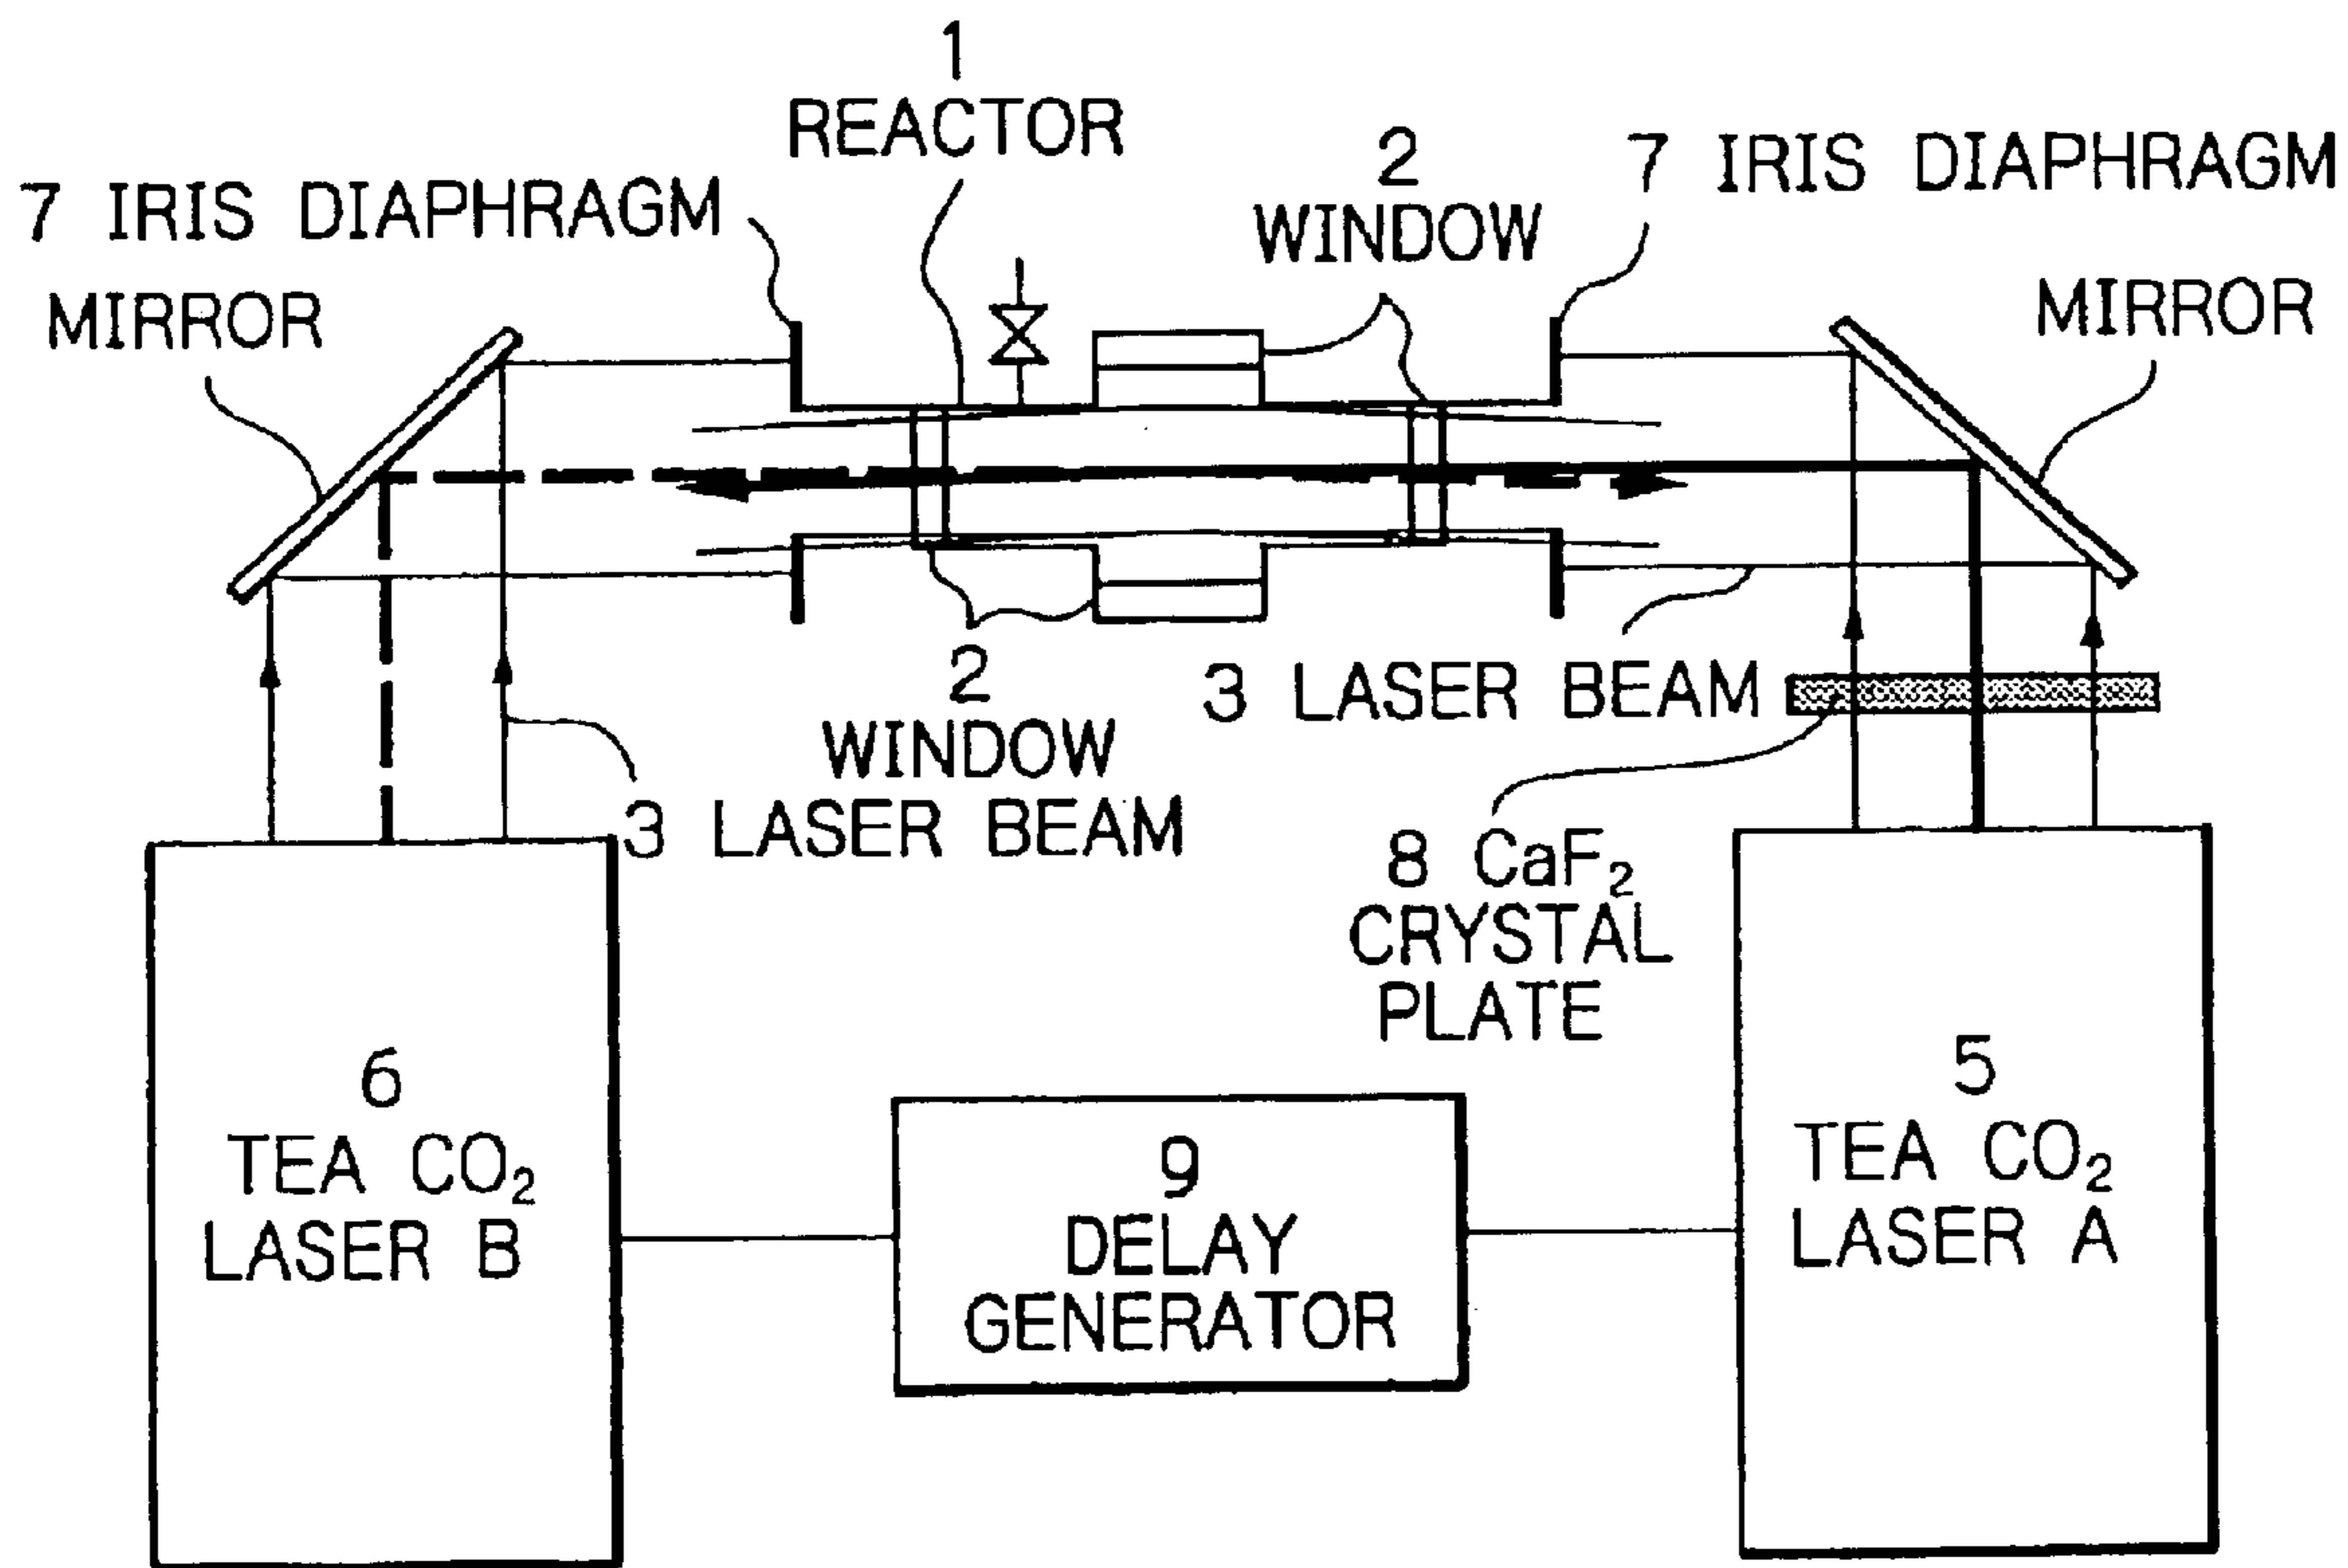 1
REACTOR
7 IRIS DIAPHRAGM
2
WINDOW
7 IRIS DIAPHRAGM
MIRROR
MIRROR
2
WINDOW
3 LASER BEAM
3 LASER BEAM
8 CaF₂
CRYSTAL
PLATE
6
TEA CO₂
LASER B
9
DELAY
GENERATOR
5
TEA CO₂
LASER A